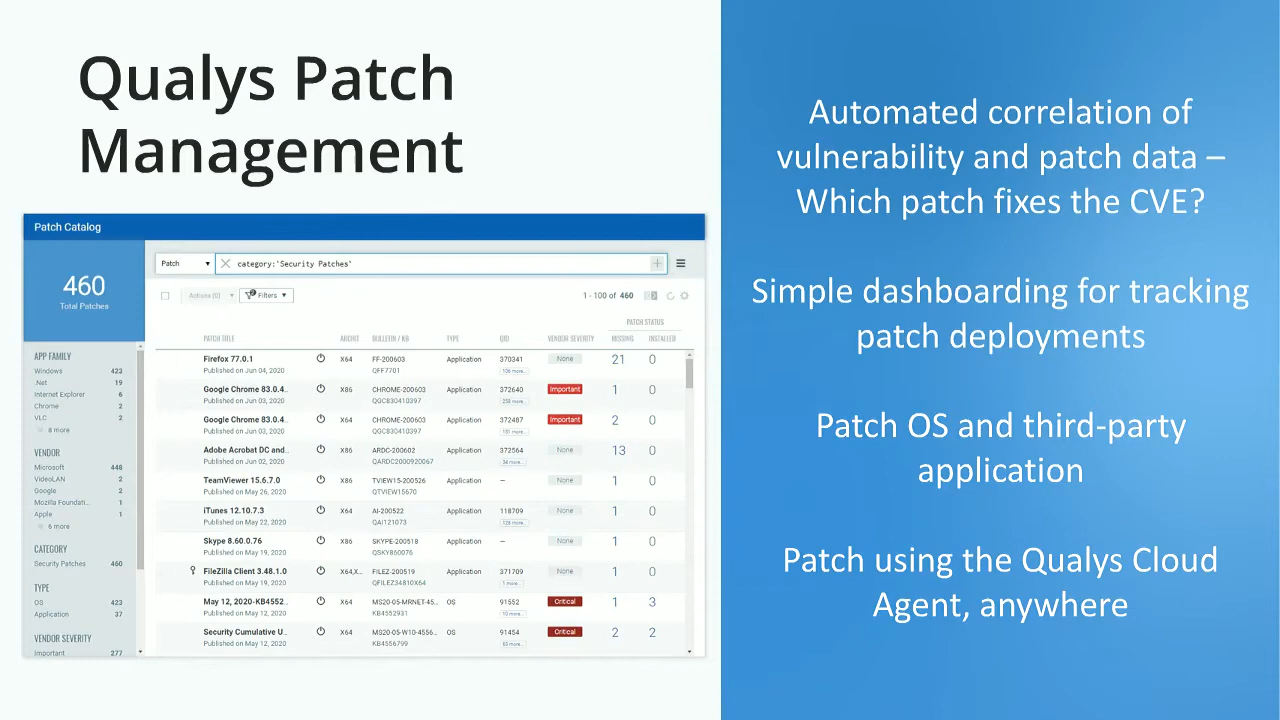 Qualys Patch
Management
Patch Catalog
460
Total Patches
Patch
category:'Security Patches'
Actions (0)
Filters
1 - 100 of 460
PATCH STATUS
PATCH TITLE ARCHIT BULLETIN / KB TYPE QID VENDOR SEVERITY MISSING INSTALLED
Firefox 77.0.1 X64 FF-200603 Application 370341 None 21 0
Published on Jun 04, 2020 QFF7701
Google Chrome 83.0.4.. X86 CHROME-200603 Application 372640 Important 1 0
Published on Jun 03, 2020 QGC830410397
Google Chrome 83.0.4.. X64 CHROME-200603 Application 372487 Important 2 0
Published on Jun 03, 2020 QGC830410397
Adobe Acrobat DC and.. X86 ARDC-200602 Application 372564 None 13 0
Published on Jun 02, 2020 QARDC2000920067
TeamViewer 15.6.7.0 X86 TVIEW15-200526 Application – None 1 0
Published on May 26, 2020 QTVIEW15670
iTunes 12.10.7.3 X64 AI-200522 Application 118709 None 1 0
Published on May 22, 2020 QAI121073
Skype 8.60.0.76 X86 SKYPE-200518 Application – None 1 0
Published on May 19, 2020 QSKY860076
FileZilla Client 3.48.1.0 X64,X... FILEZ-200519 Application 371709 None 1 0
Published on May 19, 2020 QFILEZ34810X64 1 more...
May 12, 2020-KB4552.. X64 MS20-05-MRNET-45... OS 91552 Critical 1 3
Published on May 12, 2020 KB4552931
Security Cumulative U.. X64 MS20-05-W10-4556... OS 91454 Critical 2 2
Published on May 12, 2020 KB4556799
APP FAMILY
Windows 423
.Net 19
Internet Explorer 6
Chrome 2
VLC 2
8 more
VENDOR
Microsoft 448
VideoLAN 2
Google 2
Mozilla Foundati.. 1
Apple 1
6 more
CATEGORY
Security Patches 460
TYPE
OS 423
Application 37
VENDOR SEVERITY
Important 277
Automated correlation of
vulnerability and patch data –
Which patch fixes the CVE?
Simple dashboarding for tracking
patch deployments
Patch OS and third-party
application
Patch using the Qualys Cloud
Agent, anywhere